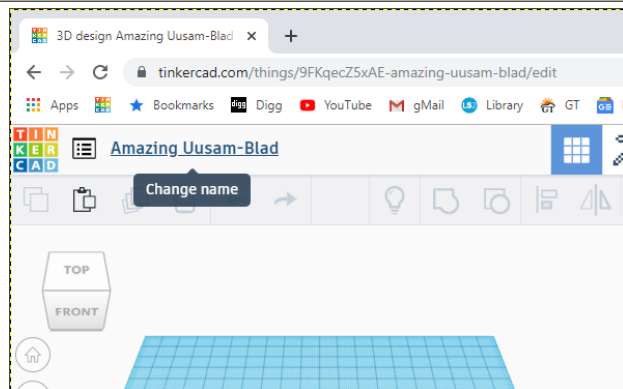 3D design Amazing Uusam-Blad
tinkercad.com/things/9FKqecZ5xAE-amazing-uusam-blad/edit
Apps Bookmarks digg Digg YouTube gMail Library GT
TIN
KER
CAD
Amazing Uusam-Blad
Change name
TOP
FRONT